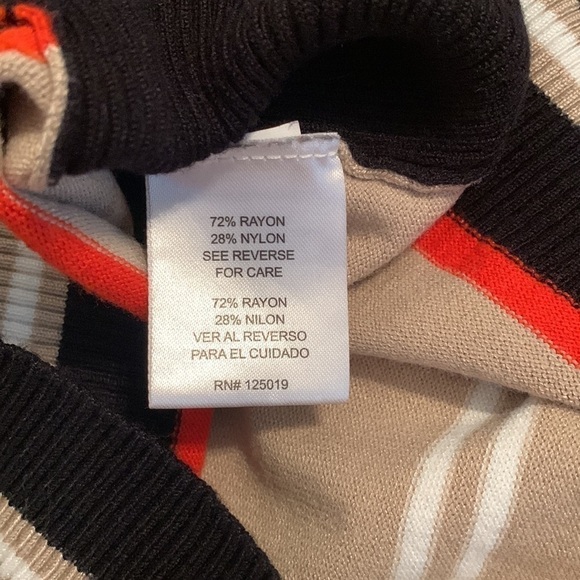 72% RAYON
28% NYLON
SEE REVERSE
FOR CARE
72% RAYON
28% NILON
VER AL REVERSO
PARA EL CUIDADO
RN# 125019